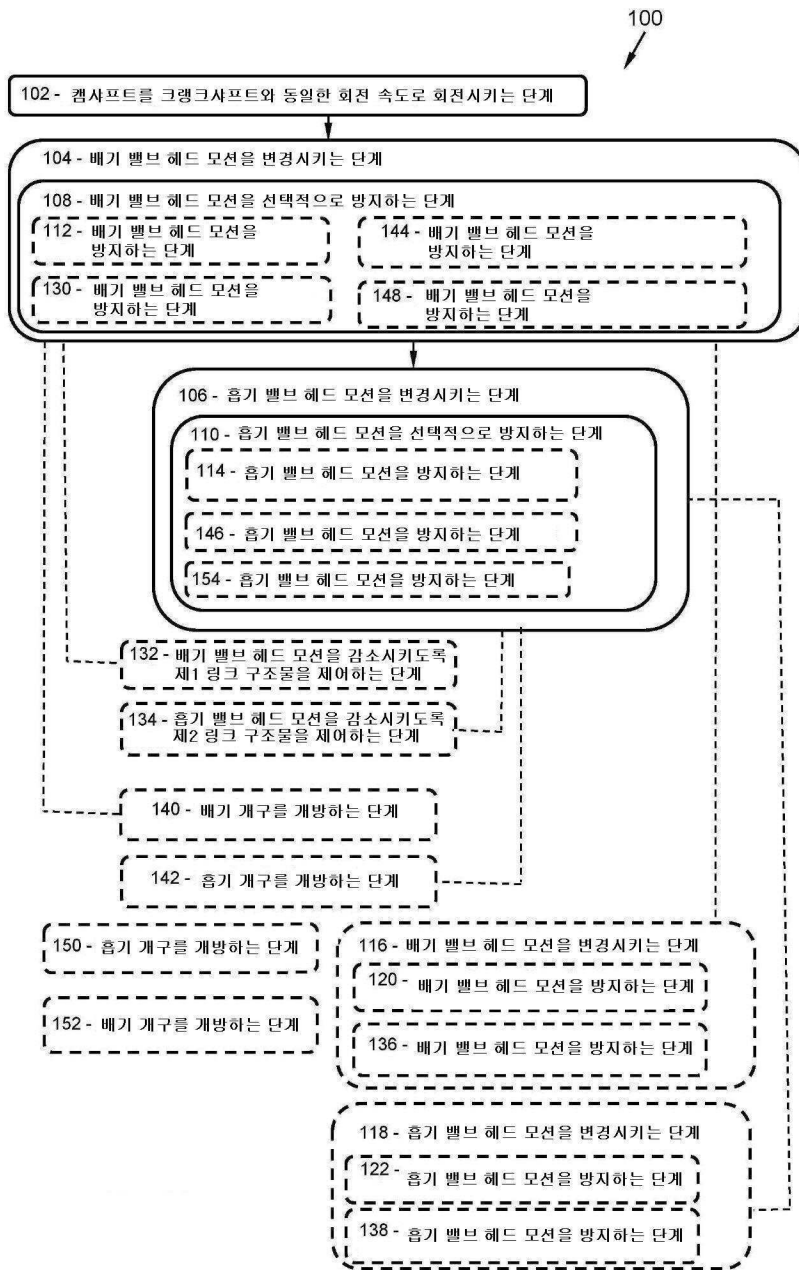 100
102 - 캠샤프트를 크랭크샤프트와 동일한 회전 속도로 회전시키는 단계
104 - 배기 밸브 헤드 모션을 변경시키는 단계
108 - 배기 밸브 헤드 모션을 선택적으로 방지하는 단계
112 - 배기 밸브 헤드 모션을
방지하는 단계
144 - 배기 밸브 헤드 모션을
방지하는 단계
130 - 배기 밸브 헤드 모션을
방지하는 단계
148 - 배기 밸브 헤드 모션을
방지하는 단계
106 - 흡기 밸브 헤드 모션을 변경시키는 단계
110 - 흡기 밸브 헤드 모션을 선택적으로 방지하는 단계
114 - 흡기 밸브 헤드 모션을 방지하는 단계
146 - 흡기 밸브 헤드 모션을 방지하는 단계
154 - 흡기 밸브 헤드 모션을 방지하는 단계
132 - 배기 밸브 헤드 모션을 감소시키도록
제1 링크 구조물을 제어하는 단계
134 - 흡기 밸브 헤드 모션을 감소시키도록
제2 링크 구조물을 제어하는 단계
140 - 배기 개구를 개방하는 단계
142 - 흡기 개구를 개방하는 단계
150 - 흡기 개구를 개방하는 단계
152 - 배기 개구를 개방하는 단계
116 - 배기 밸브 헤드 모션을 변경시키는 단계
120 - 배기 밸브 헤드 모션을 방지하는 단계
136 - 배기 밸브 헤드 모션을 방지하는 단계
118 - 흡기 밸브 헤드 모션을 변경시키는 단계
122 - 흡기 밸브 헤드 모션을 방지하는 단계
138 - 흡기 밸브 헤드 모션을 방지하는 단계